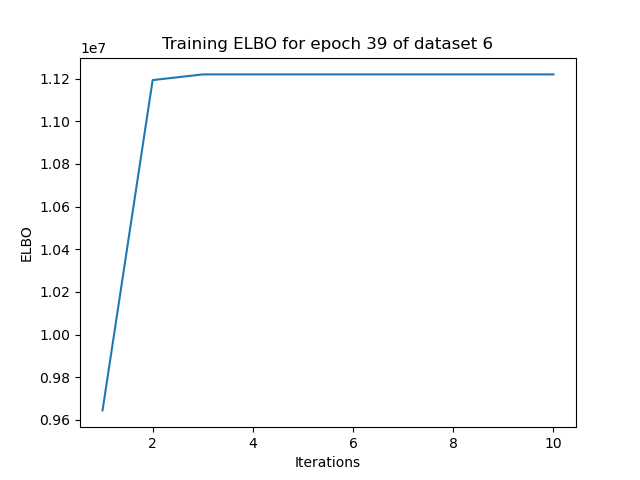 Training ELBO for epoch 39 of dataset 6
1e7
1.12
1.10
1.08
1.06
1.04
1.02
1.00
0.98
0.96
ELBO
2 4 6 8 10
Iterations